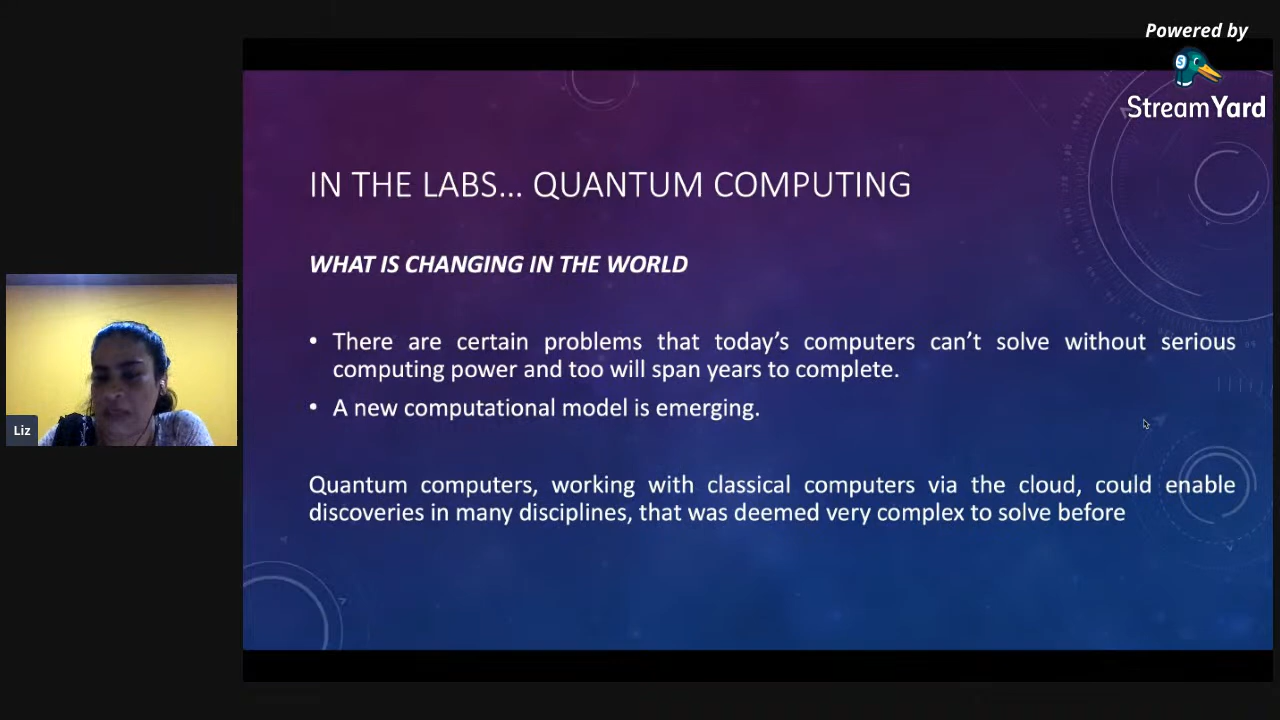 Powered by
StreamYard
IN THE LABS... QUANTUM COMPUTING
WHAT IS CHANGING IN THE WORLD
• There are certain problems that today's computers can't solve without serious
computing power and too will span years to complete.
• A new computational model is emerging.
Quantum computers, working with classical computers via the cloud, could enable
discoveries in many disciplines, that was deemed very complex to solve before
Liz